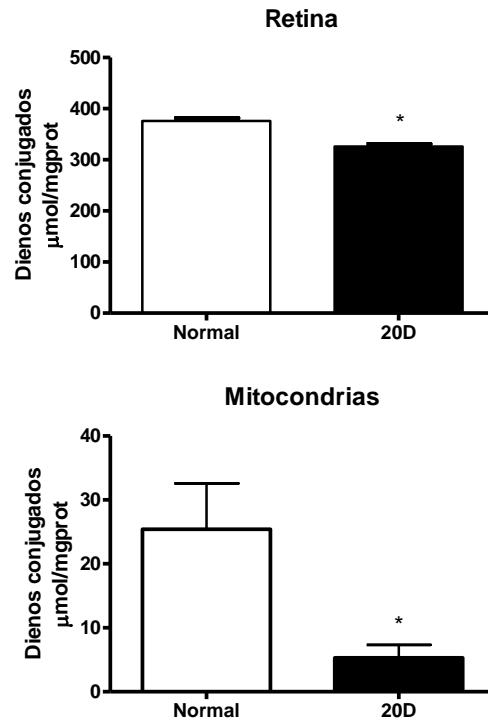 Retina
500
400
300
200
100
0
Dienos conjugados
μmol/mgprot
*
Normal 20D
Mitocondrias
40
30
20
10
0
Dienos conjugados
μmol/mgprot
*
Normal 20D